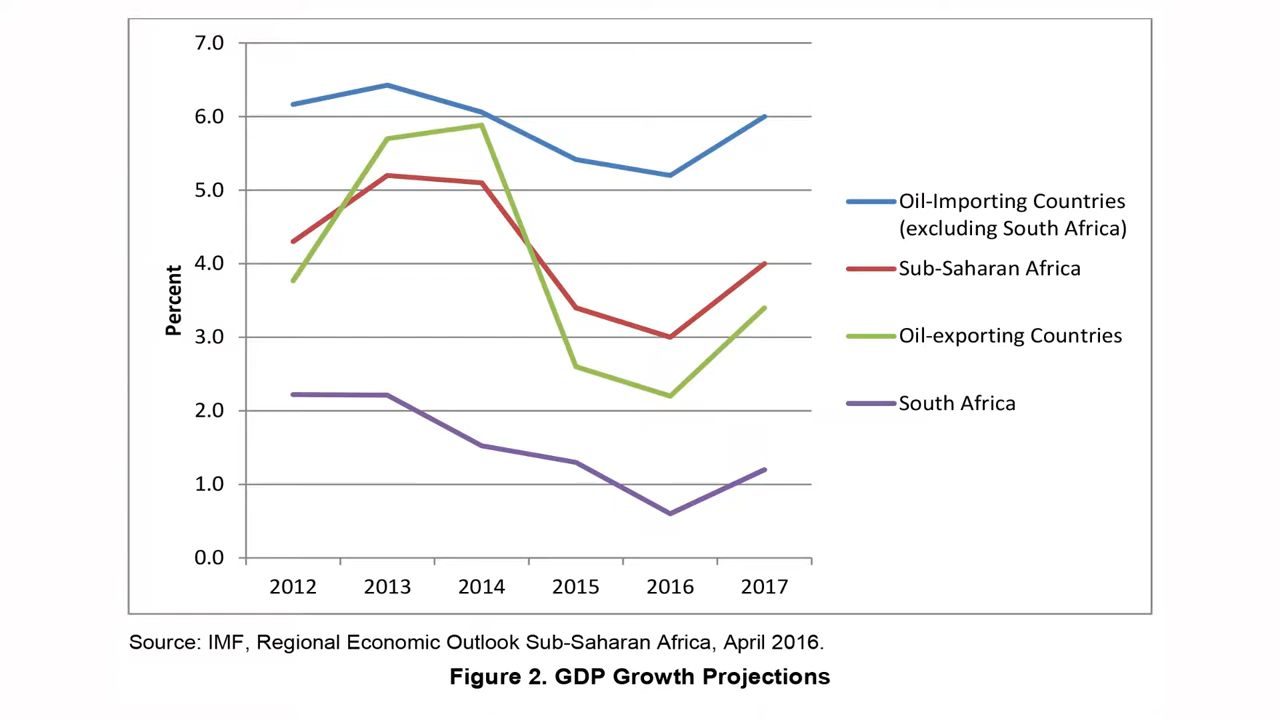 7.0
6.0
5.0
4.0
3.0
2.0
1.0
0.0
Percent
2012 2013 2014 2015 2016 2017
Oil-Importing Countries
(excluding South Africa)
Sub-Saharan Africa
Oil-exporting Countries
South Africa
Source: IMF, Regional Economic Outlook Sub-Saharan Africa, April 2016.
Figure 2. GDP Growth Projections